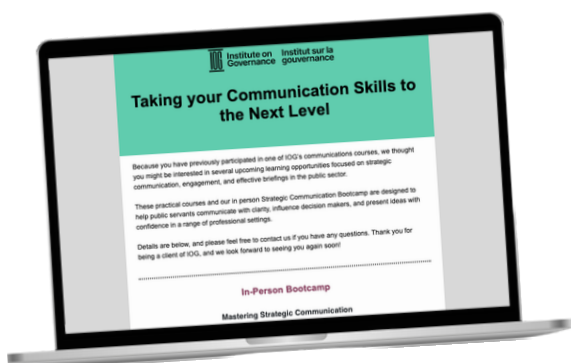 IOG
Institute on
Governance
Institut sur la
gouvernance
Taking your Communication Skills to
the Next Level
Because you have previously participated in one of IOG's communications courses, we thought
you might be interested in several upcoming learning opportunities focused on strategic
communication, engagement, and effective briefings in the public sector.
These practical courses and our in person Strategic Communication Bootcamp are designed to
help public servants communicate with clarity, influence decision makers, and present ideas with
confidence in a range of professional settings.
Details are below, and please feel free to contact us if you have any questions. Thank you for
being a client of IOG, and we look forward to seeing you again soon!
In-Person Bootcamp
Mastering Strategic Communication